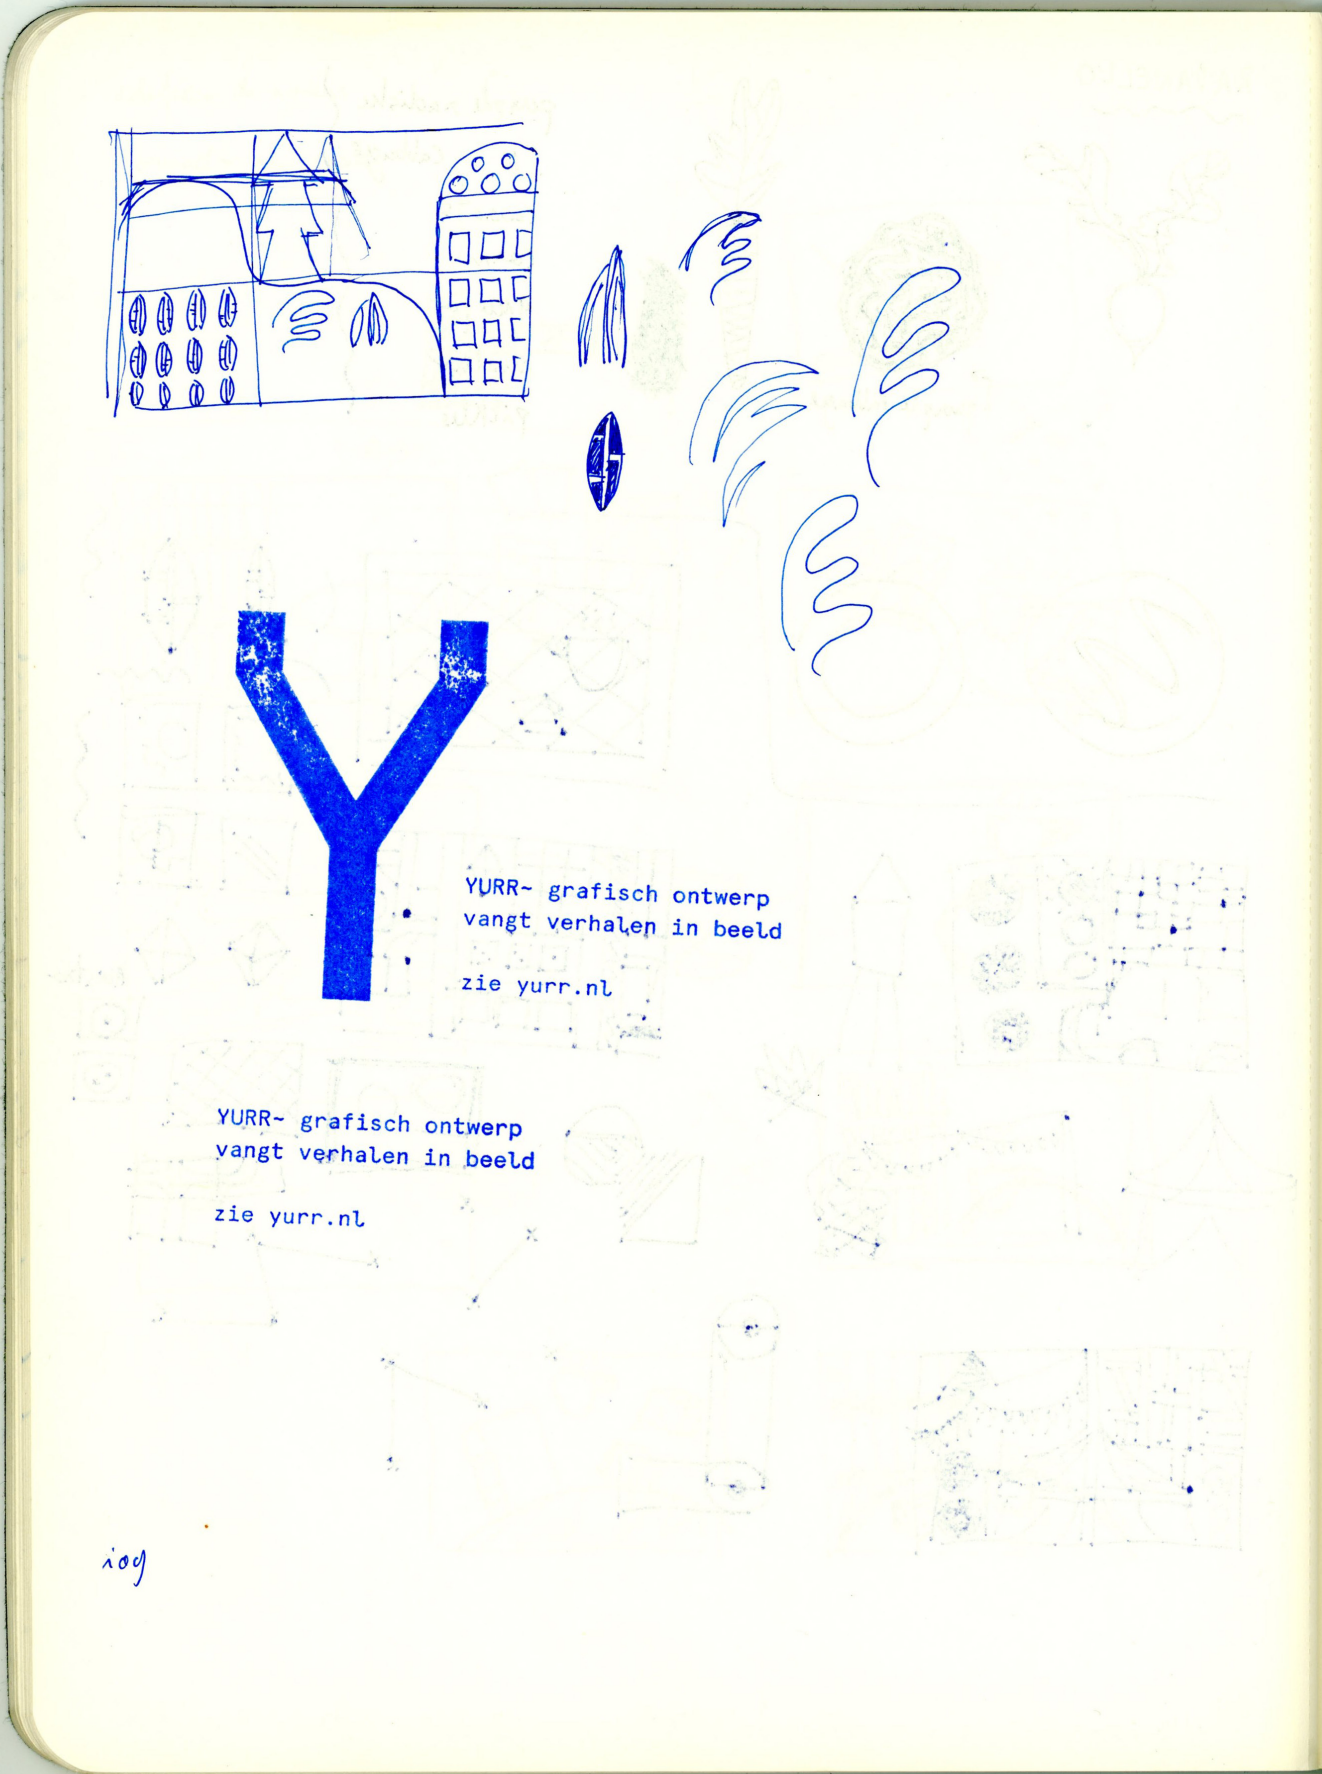 Y
YURR~ grafisch ontwerp
vangt verhalen in beeld
zie yurr.nl
YURR~ grafisch ontwerp
vangt verhalen in beeld
zie yurr.nl